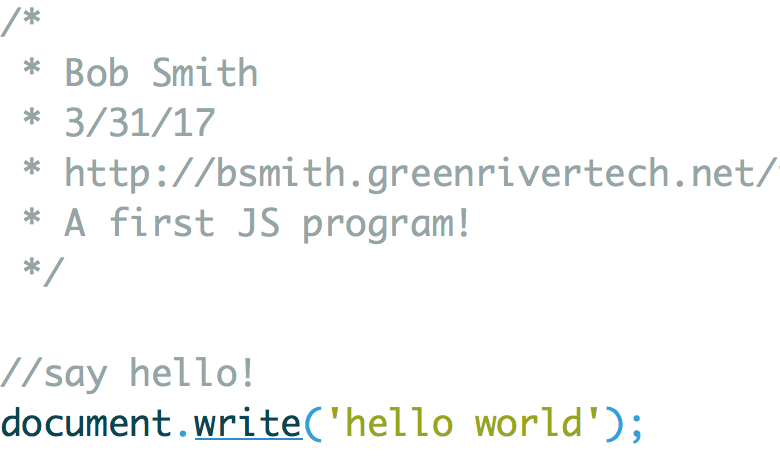 /*
 * Bob Smith
 * 3/31/17
 * http://bsmith.greenrivertech.net/
 * A first JS program!
 */

//say hello!
document.write('hello world');